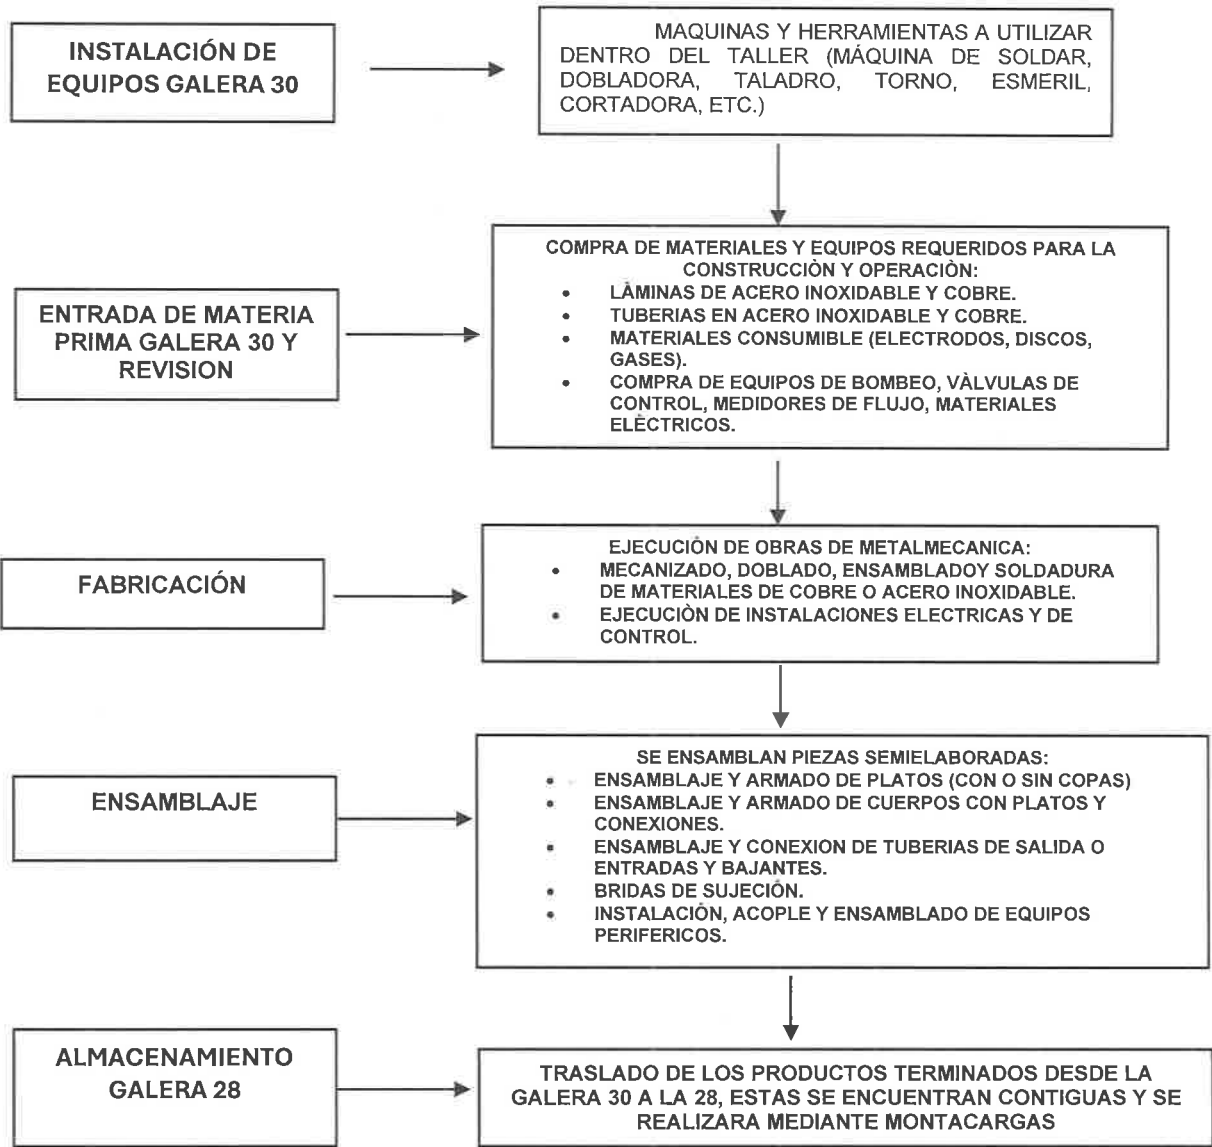 INSTALACIÓN DE
EQUIPOS GALERA 30
MAQUINAS Y HERRAMIENTAS A UTILIZAR
DENTRO DEL TALLER (MÁQUINA DE SOLDAR,
DOBLADORA, TALADRO, TORNO, ESMERIL,
CORTADORA, ETC.)
ENTRADA DE MATERIA
PRIMA GALERA 30 Y
REVISION
COMPRA DE MATERIALES Y EQUIPOS REQUERIDOS PARA LA
CONSTRUCCIÒN Y OPERACIÒN:
• LÀMINAS DE ACERO INOXIDABLE Y COBRE.
• TUBERIAS EN ACERO INOXIDABLE Y COBRE.
• MATERIALES CONSUMIBLE (ELECTRODOS, DISCOS,
GASES).
• COMPRA DE EQUIPOS DE BOMBEO, VÀLVULAS DE
CONTROL, MEDIDORES DE FLUJO, MATERIALES
ELÈCTRICOS.
FABRICACIÓN
EJECUCIÒN DE OBRAS DE METALMECANICA:
• MECANIZADO, DOBLADO, ENSAMBLADOY SOLDADURA
DE MATERIALES DE COBRE O ACERO INOXIDABLE.
• EJECUCIÒN DE INSTALACIONES ELECTRICAS Y DE
CONTROL.
ENSAMBLAJE
SE ENSAMBLAN PIEZAS SEMIELABORADAS:
• ENSAMBLAJE Y ARMADO DE PLATOS (CON O SIN COPAS)
• ENSAMBLAJE Y ARMADO DE CUERPOS CON PLATOS Y
CONEXIONES.
• ENSAMBLAJE Y CONEXION DE TUBERIAS DE SALIDA O
ENTRADAS Y BAJANTES.
• BRIDAS DE SUJECIÓN.
• INSTALACIÓN, ACOPLE Y ENSAMBLADO DE EQUIPOS
PERIFERICOS.
ALMACENAMIENTO
GALERA 28
TRASLADO DE LOS PRODUCTOS TERMINADOS DESDE LA
GALERA 30 A LA 28, ESTAS SE ENCUENTRAN CONTIGUAS Y SE
REALIZARA MEDIANTE MONTACARGAS